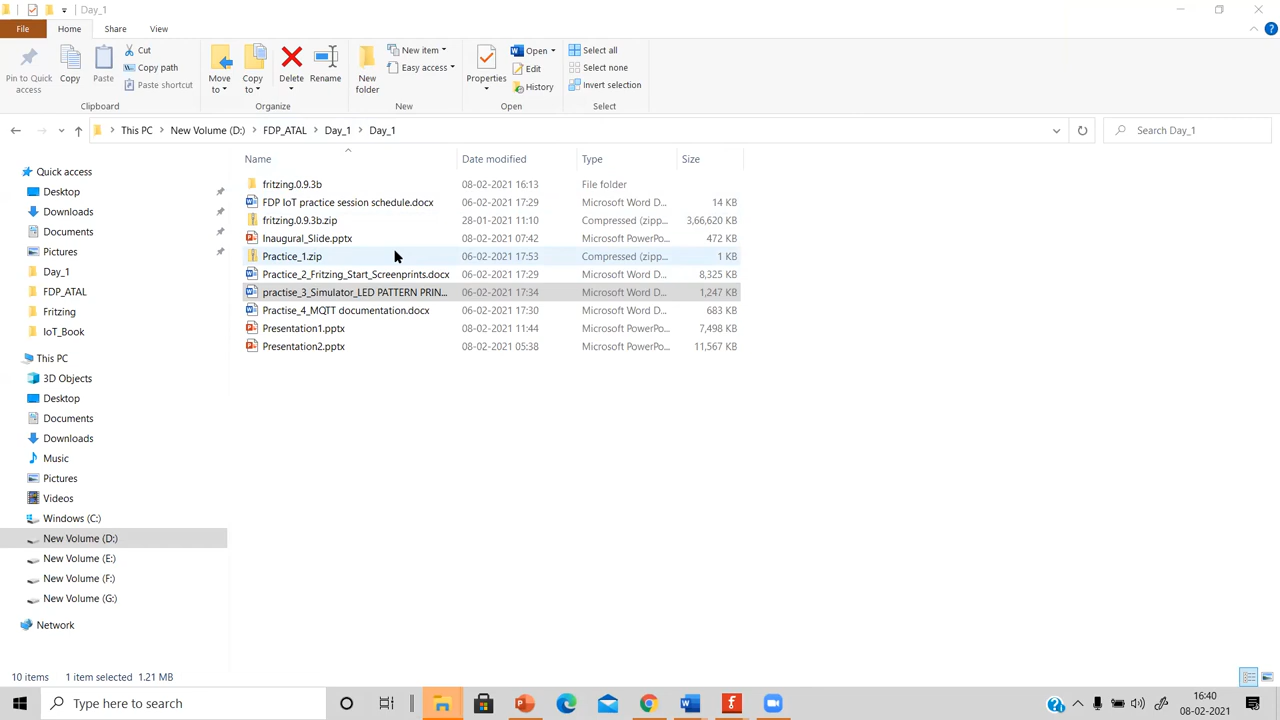 Day_1
File Home Share View
Pin to Quick access
Copy
Paste
Cut
Copy path
Paste shortcut
Clipboard
Move to
Copy to
Delete
Rename
Organize
New folder
New item
Easy access
New
Properties
Open
Edit
History
Open
Select all
Select none
Invert selection
Select
This PC New Volume (D:) FDP_ATAL Day_1 Day_1
Search Day_1
Quick access
Desktop
Downloads
Documents
Pictures
Day_1
FDP_ATAL
Fritzing
IoT_Book
This PC
3D Objects
Desktop
Documents
Downloads
Music
Pictures
Videos
Windows (C:)
New Volume (D:)
New Volume (E:)
New Volume (F:)
New Volume (G:)
Network
Name Date modified Type Size
fritzing.0.9.3b 08-02-2021 16:13 File folder
FDP IoT practice session schedule.docx 06-02-2021 17:29 Microsoft Word D... 14 KB
fritzing.0.9.3b.zip 28-01-2021 11:10 Compressed (zipp... 3,66,620 KB
Inaugural_Slide.pptx 08-02-2021 07:42 Microsoft PowerPo... 472 KB
Practice_1.zip 06-02-2021 17:53 Compressed (zipp... 1 KB
Practice_2_Fritzing_Start_Screenprints.docx 06-02-2021 17:29 Microsoft Word D... 8,325 KB
practise_3_Simulator_LED PATTERN PRIN... 06-02-2021 17:34 Microsoft Word D... 1,247 KB
Practise_4_MQTT documentation.docx 06-02-2021 17:30 Microsoft Word D... 683 KB
Presentation1.pptx 08-02-2021 11:44 Microsoft PowerPo... 7,498 KB
Presentation2.pptx 08-02-2021 05:38 Microsoft PowerPo... 11,567 KB
10 items 1 item selected 1.21 MB
Type here to search
16:40
08-02-2021